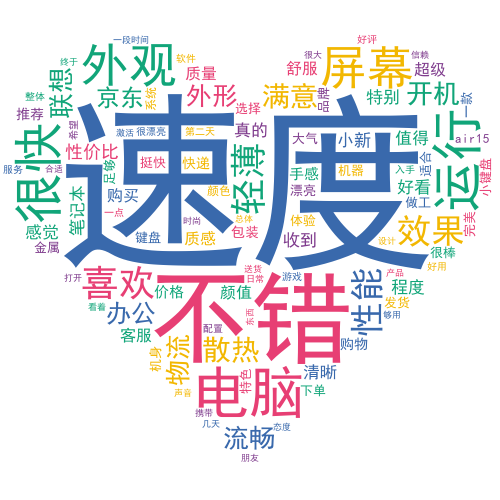 一段时间
好评
很大
信赖
终于
软件
外观
屏幕
整体
联想
质量
舒服
超级
京东
系统
外形
满意
品牌
特别
开机
一款
推荐
希望
选择
激活
很漂亮
第二天
真的
大气
小新
值得
air15
速度
很快
性价比
挺快
快递
轻薄
手感
机器
入手
适合
运行
小键盘
服务
合适
足够
购买
颜色
漂亮
好看
做工
笔记本
一点
时尚
总体
体验
完美
感觉
金属
键盘
质感
包装
收到
设计
效果
很棒
打开
喜欢
送货
日常
游戏
产品
好用
看着
价格
颜值
不错
性能
程度
发货
办公
配置
东西
够用
客服
机身
物流
散热
购物
声音
电脑
特色
清晰
下单
携带
几天
流畅
态度
朋友